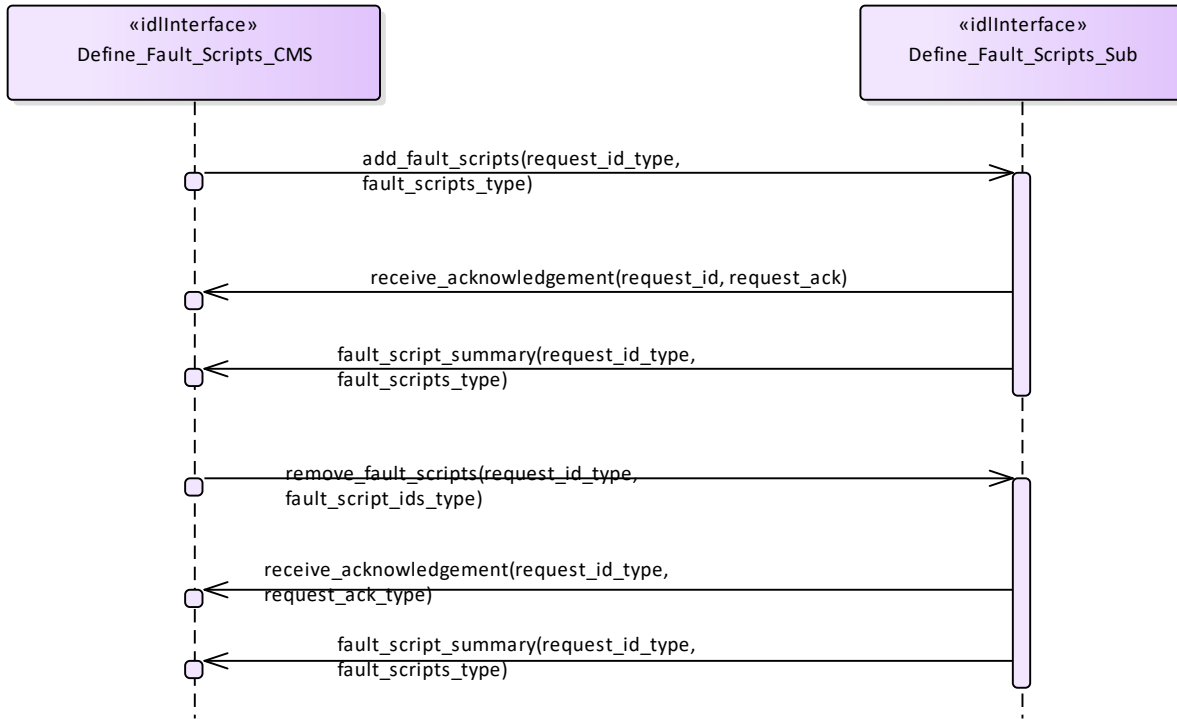 «idlInterface»
Define_Fault_Scripts_CMS
«idlInterface»
Define_Fault_Scripts_Sub
add_fault_scripts(request_id_type,
fault_scripts_type)
receive_acknowledgement(request_id, request_ack)
fault_script_summary(request_id_type,
fault_scripts_type)
remove_fault_scripts(request_id_type,
fault_script_ids_type)
receive_acknowledgement(request_id_type,
request_ack_type)
fault_script_summary(request_id_type,
fault_scripts_type)